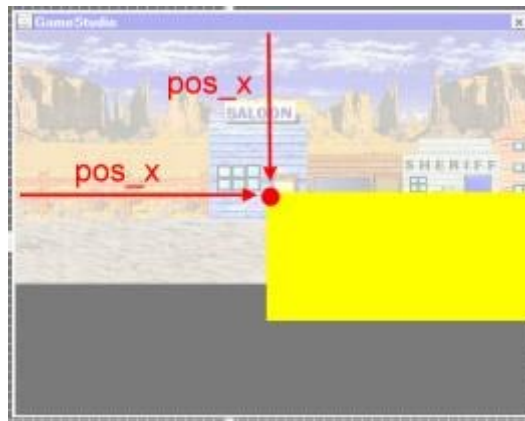 GameStudio
pos_x
SALOON
SHERIFF
pos_x